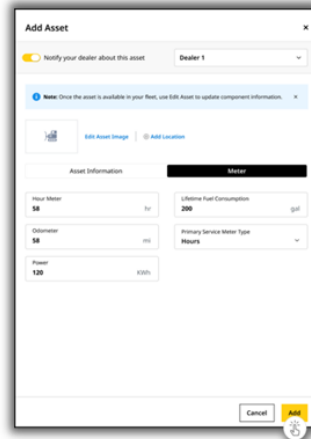 Add Asset ×
Notify your dealer about this asset Dealer 1
Note: Once the asset is available in your fleet, use Edit Asset to update component information. ×
Edit Asset Image Add Location
Asset Information Meter
Hour Meter Lifetime Fuel Consumption
58 hr 200 gal
Odometer Primary Service Meter Type
58 mi Hours
Power
120 KWh
Cancel Add